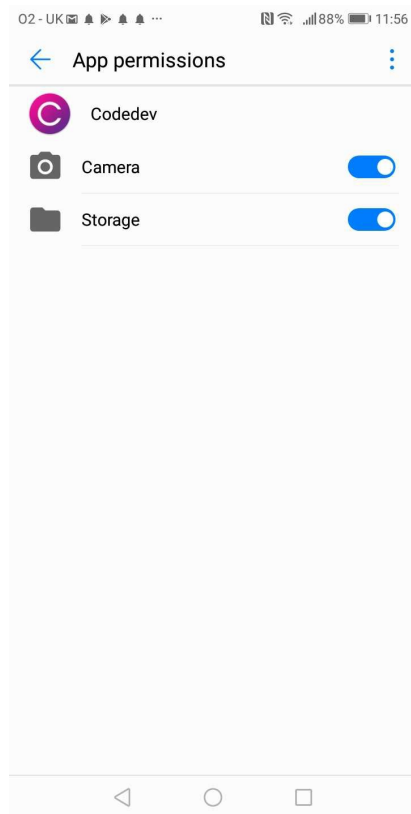 O2 - UK 88% 11:56
App permissions
Codedev
Camera
Storage